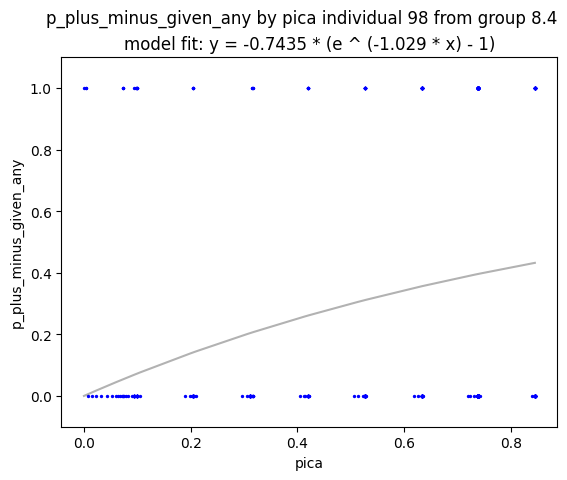 p_plus_minus_given_any by pica individual 98 from group 8.4
model fit: y = -0.7435 * (e ^ (-1.029 * x) - 1)
1.0
0.8
0.6
0.4
0.2
0.0
p_plus_minus_given_any
0.0 0.2 0.4 0.6 0.8
pica